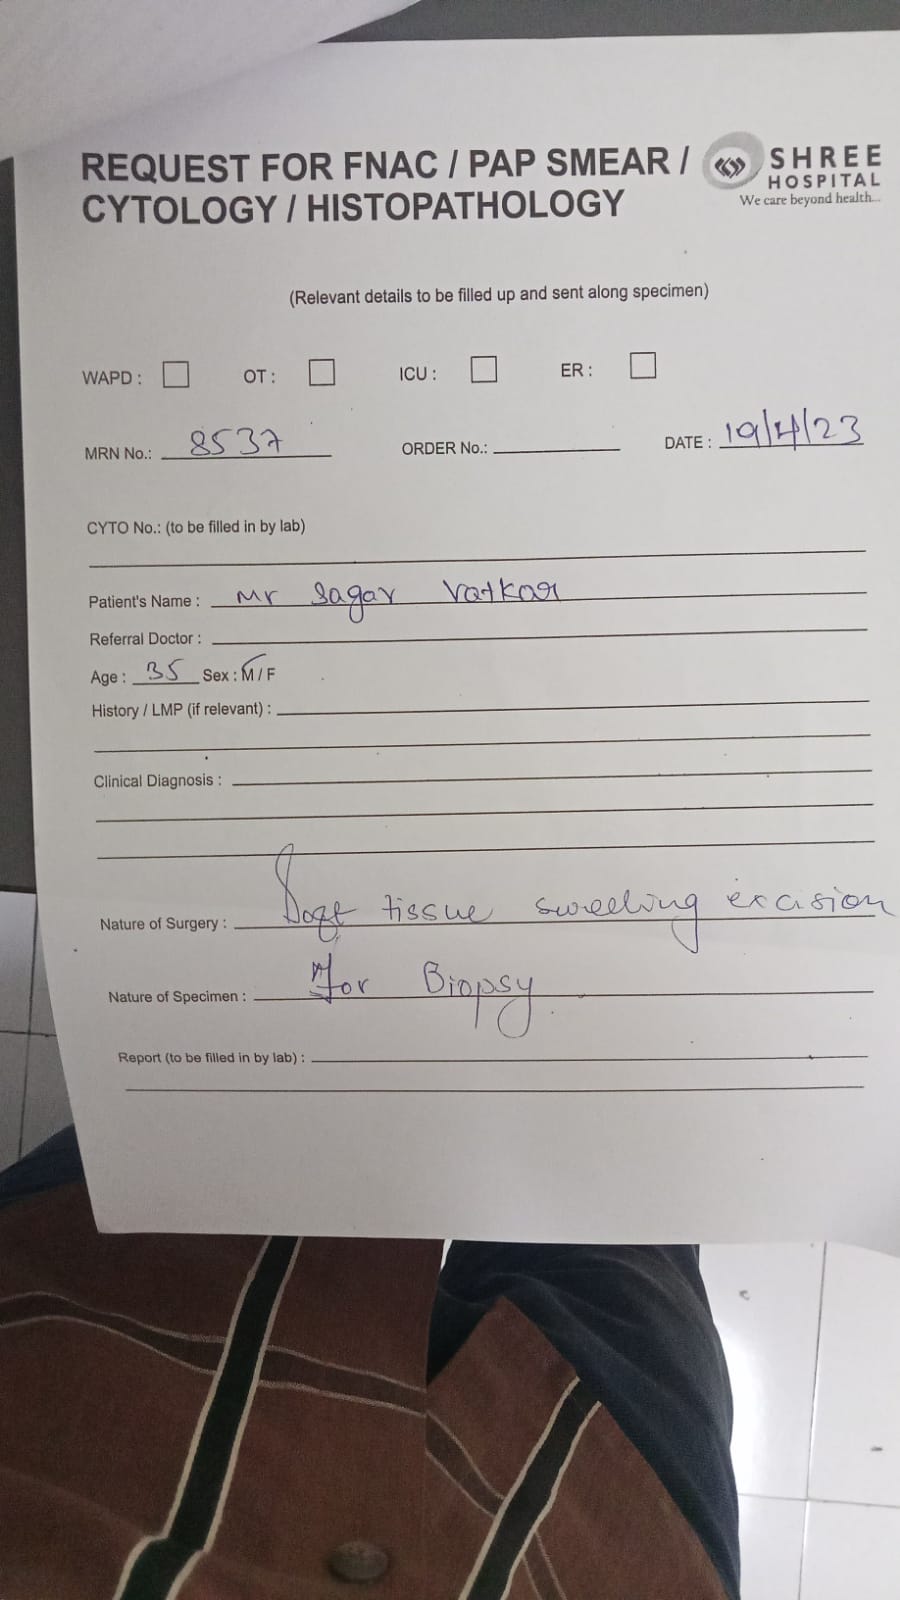 REQUEST FOR FNAC / PAP SMEAR /
CYTOLOGY / HISTOPATHOLOGY
SHREE
HOSPITAL
We care beyond health...
(Relevant details to be filled up and sent along specimen)
WAPD : OT : ICU : ER :
MRN No.: 8537 ORDER No.: DATE : 19/4/23
CYTO No.: (to be filled in by lab)
Patient's Name : Mr Sagar Vatkar
Referral Doctor :
Age : 35 Sex : M / F
History / LMP (if relevant) :
Clinical Diagnosis :
Nature of Surgery : Soft tissue swelling excision
Nature of Specimen : For Biopsy
Report (to be filled in by lab) :